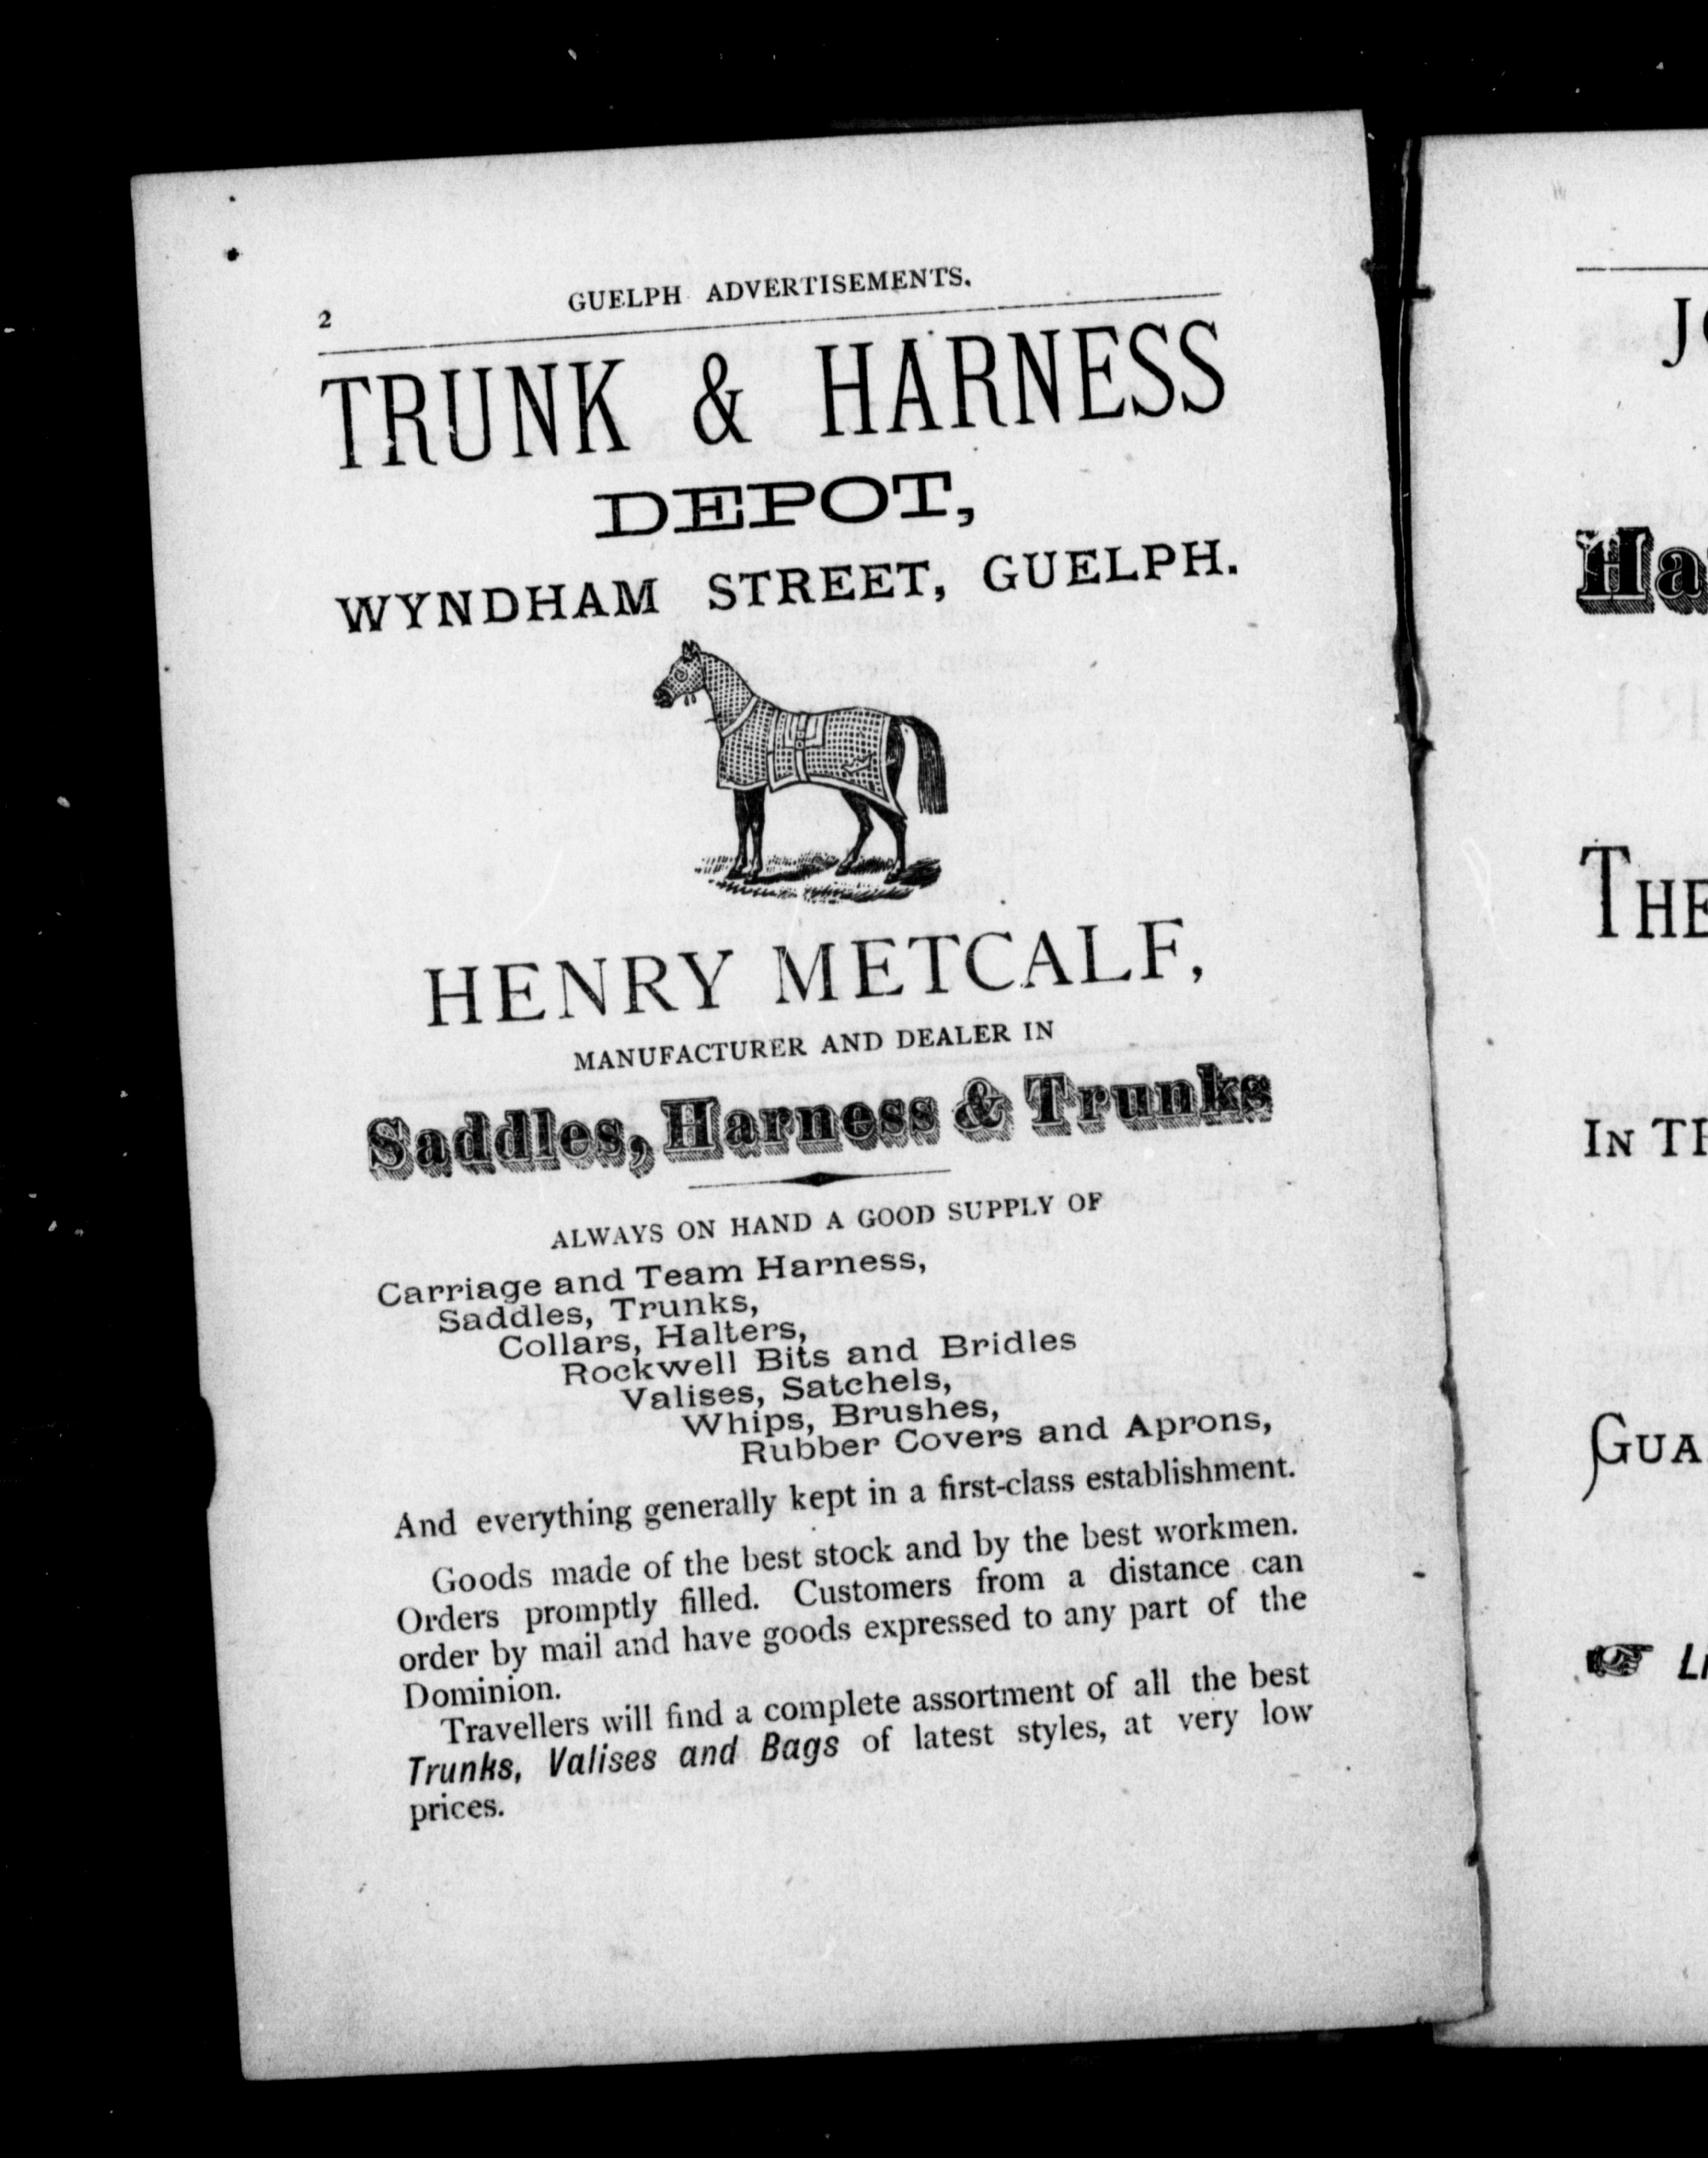 2
GUELPH ADVERTISEMENTS.
TRUNK & HARNESS
DEPOT,
WYNDHAM STREET, GUELPH.
HENRY METCALF,
MANUFACTURER AND DEALER IN
Saddles, Harness & Trunks
ALWAYS ON HAND A GOOD SUPPLY OF
Carriage and Team Harness,
Saddles, Trunks,
Collars, Halters,
Rockwell Bits and Bridles
Valises, Satchels,
Whips, Brushes,
Rubber Covers and Aprons,
And everything generally kept in a first-class establishment.
Goods made of the best stock and by the best workmen.
Orders promptly filled. Customers from a distance can
order by mail and have goods expressed to any part of the
Dominion.
Travellers will find a complete assortment of all the best
Trunks, Valises and Bags of latest styles, at very low
prices.
THE
IN